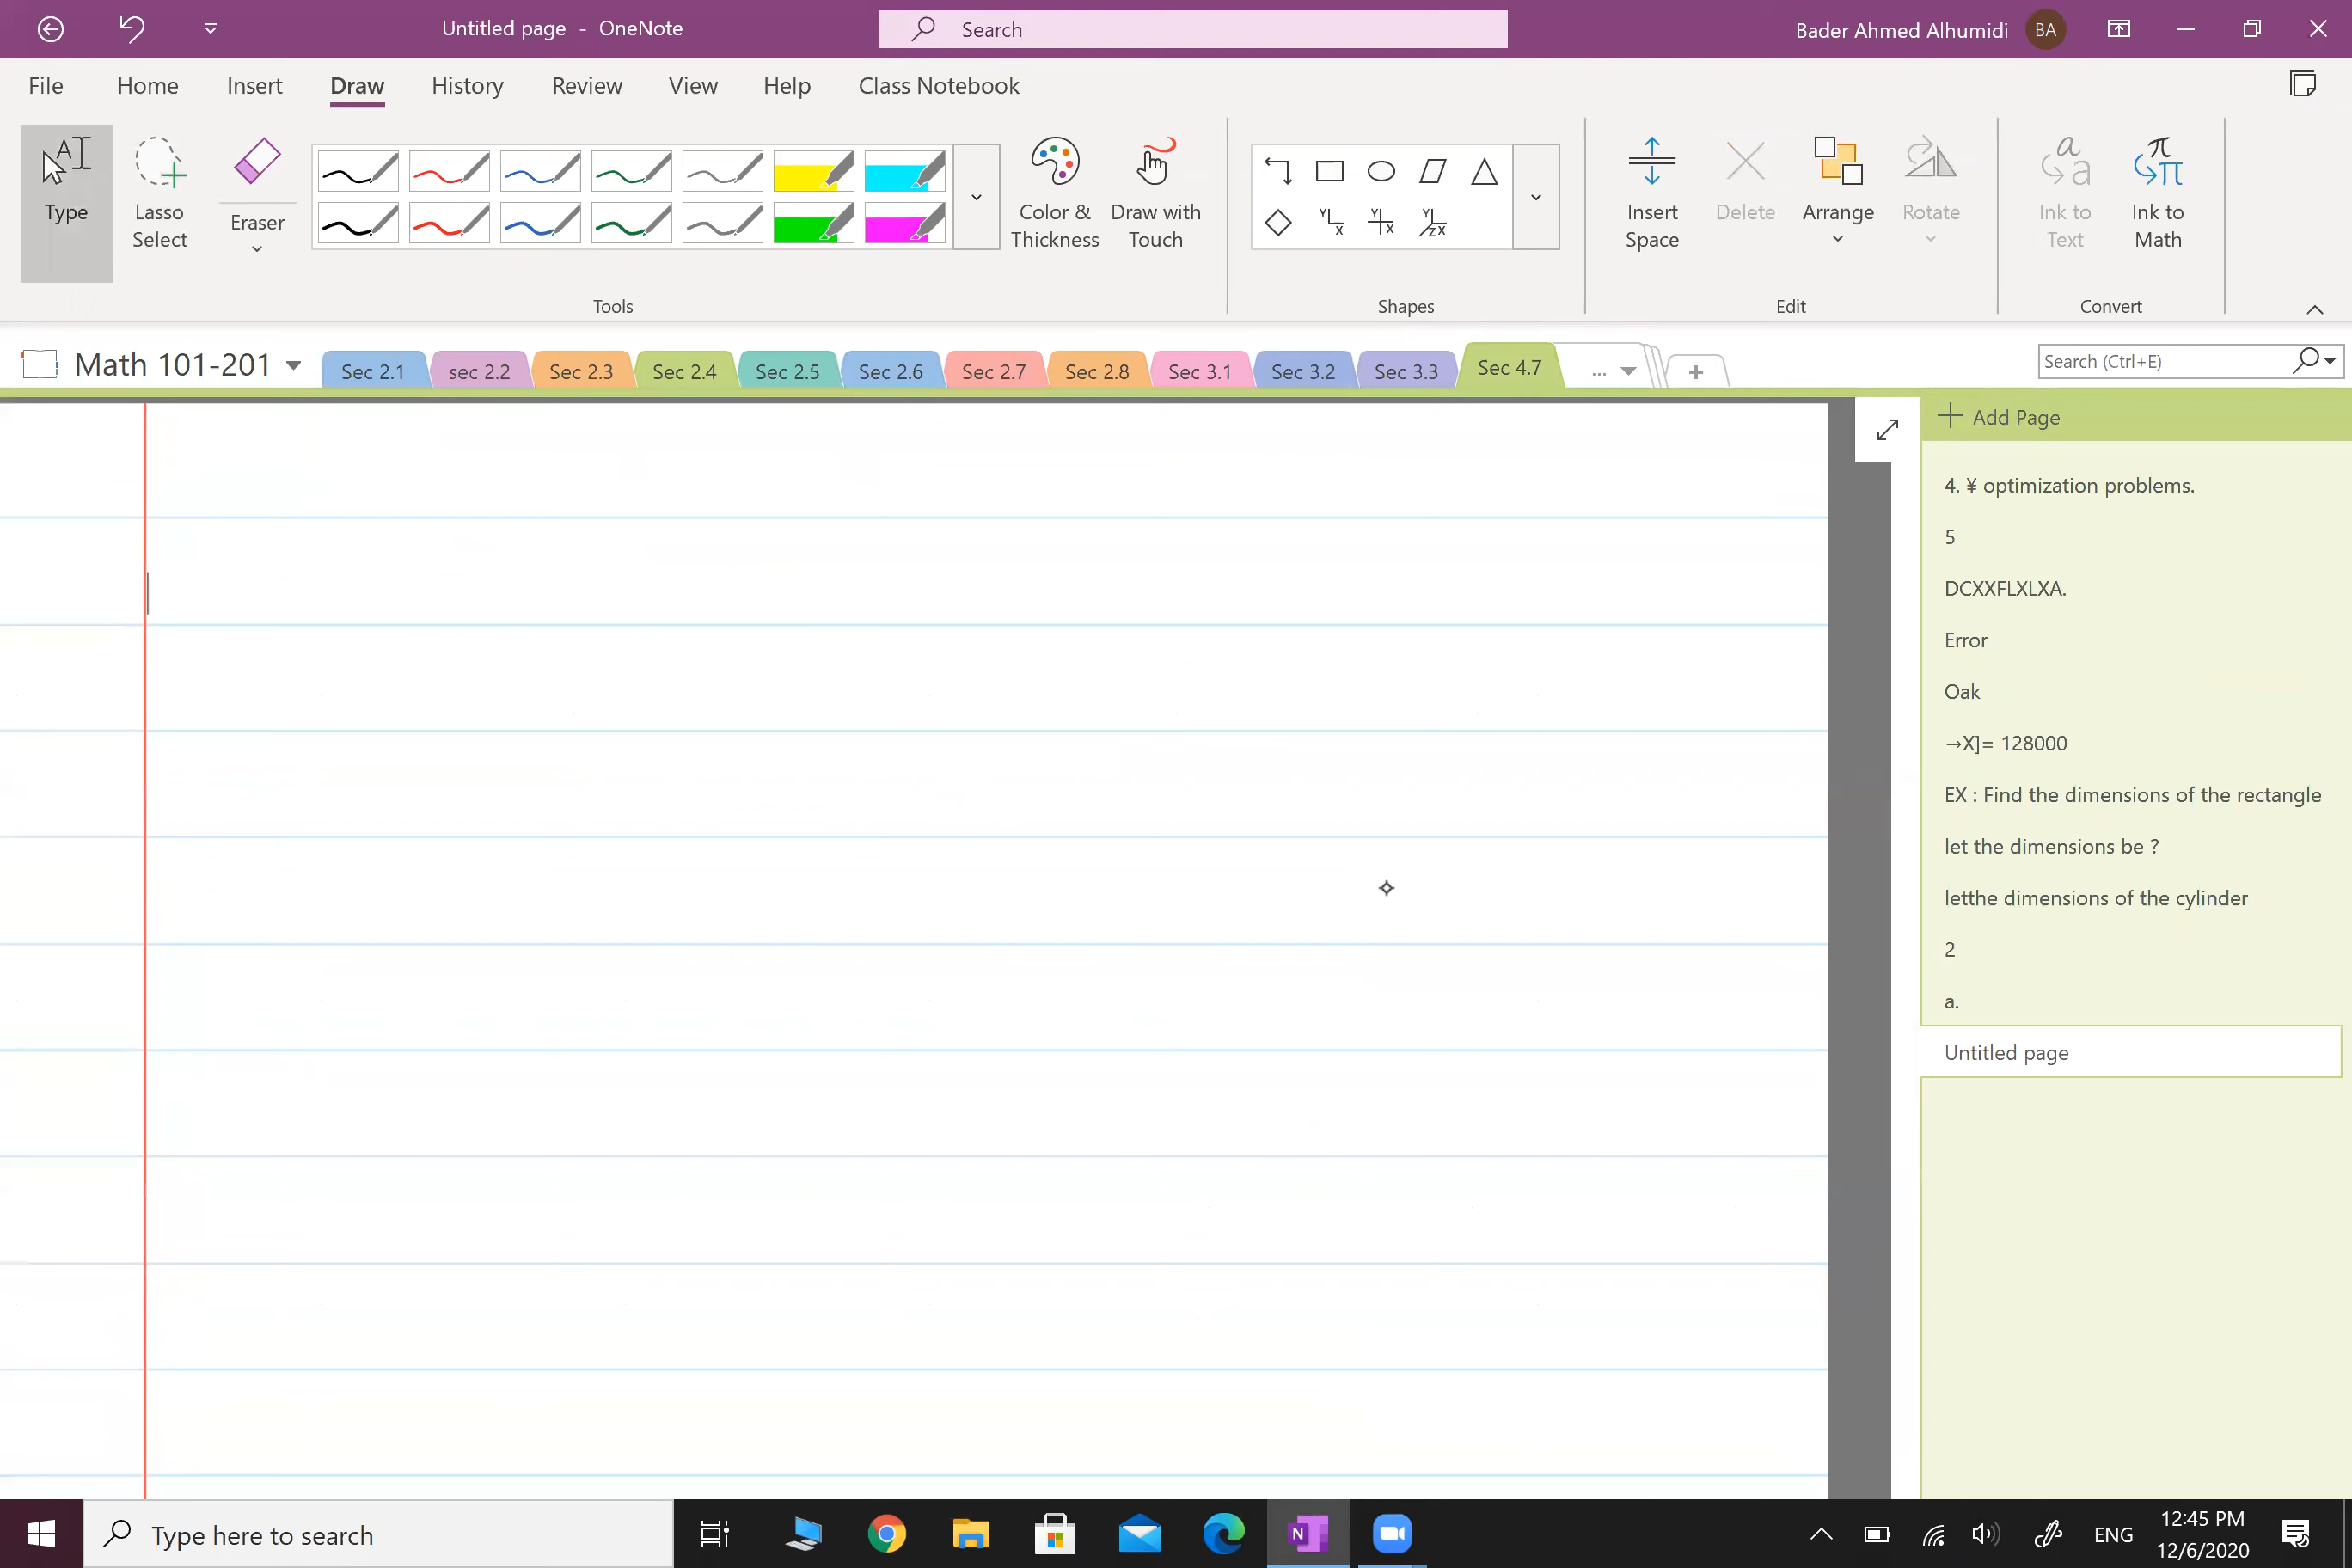 Untitled page - OneNote
Search
Bader Ahmed Alhumidi
BA
File Home Insert Draw History Review View Help Class Notebook
Type
Lasso Select
Eraser
Color & Thickness
Draw with Touch
Insert Space
Delete
Arrange
Rotate
Ink to Text
Ink to Math
Tools
Shapes
Edit
Convert
Math 101-201
Sec 2.1
sec 2.2
Sec 2.3
Sec 2.4
Sec 2.5
Sec 2.6
Sec 2.7
Sec 2.8
Sec 3.1
Sec 3.2
Sec 3.3
Sec 4.7
...
Search (Ctrl+E)
Add Page
4. ¥ optimization problems.
5
DCXXFLXLXA.
Error
Oak
→X]= 128000
EX : Find the dimensions of the rectangle
let the dimensions be ?
letthe dimensions of the cylinder
2
a.
Untitled page
Type here to search
ENG
12:45 PM
12/6/2020